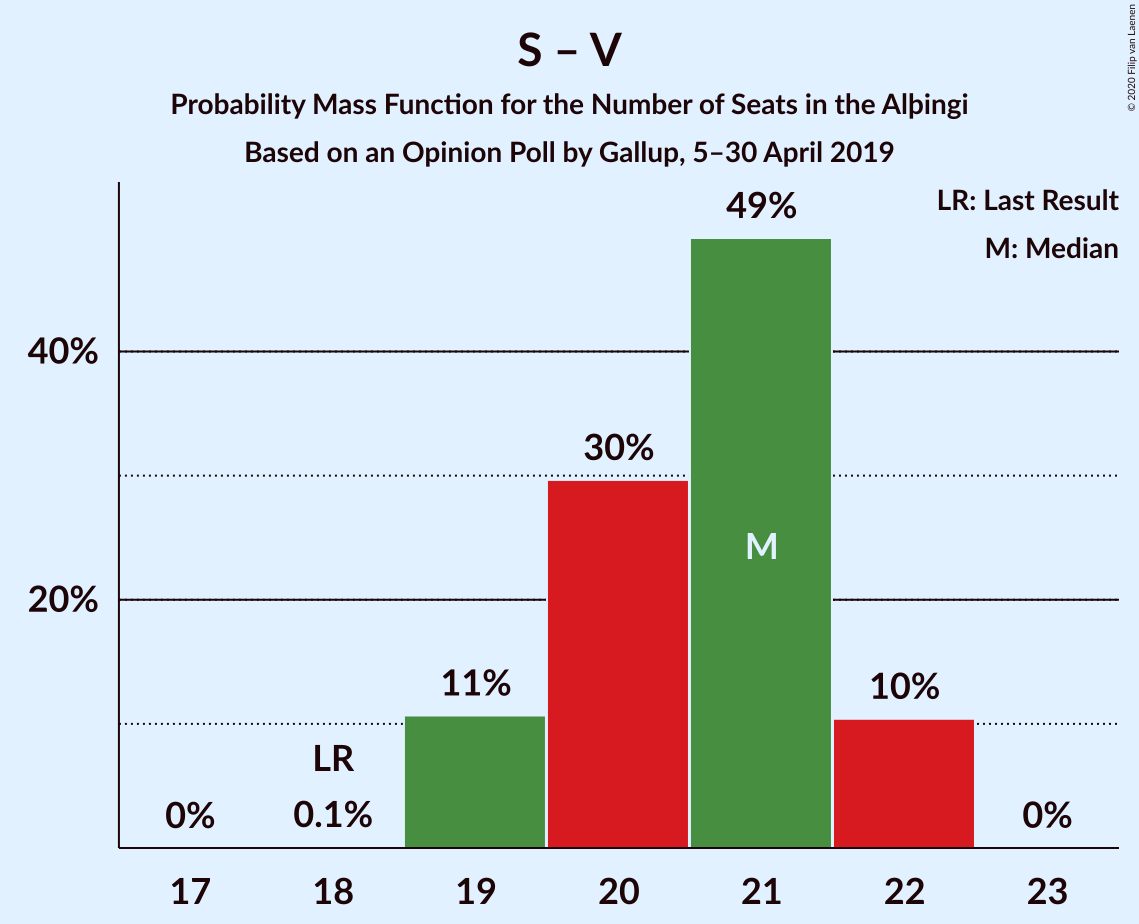 S – V
Probability Mass Function for the Number of Seats in the Alþingi
Based on an Opinion Poll by Gallup, 5–30 April 2019
© 2020 Filip van Laenen
LR: Last Result
M: Median
49%
40%
30%
M
20%
11%
10%
LR
0%
0.1%
0%
17
18
19
20
21
22
23